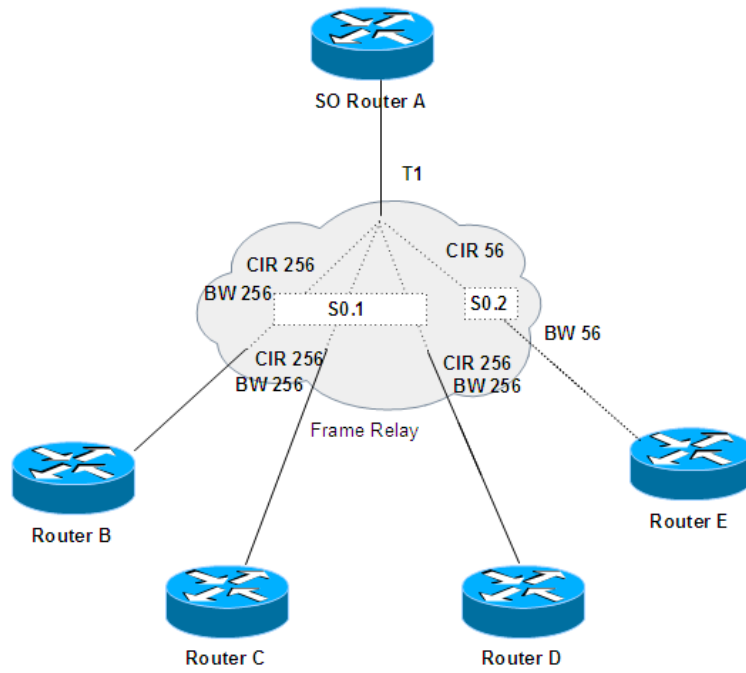 SO Router A
T1
CIR 256
CIR 56
BW 256
S0.1
S0.2
BW 56
CIR 256
BW 256
CIR 256
BW 256
Frame Relay
Router B
Router E
Router C
Router D